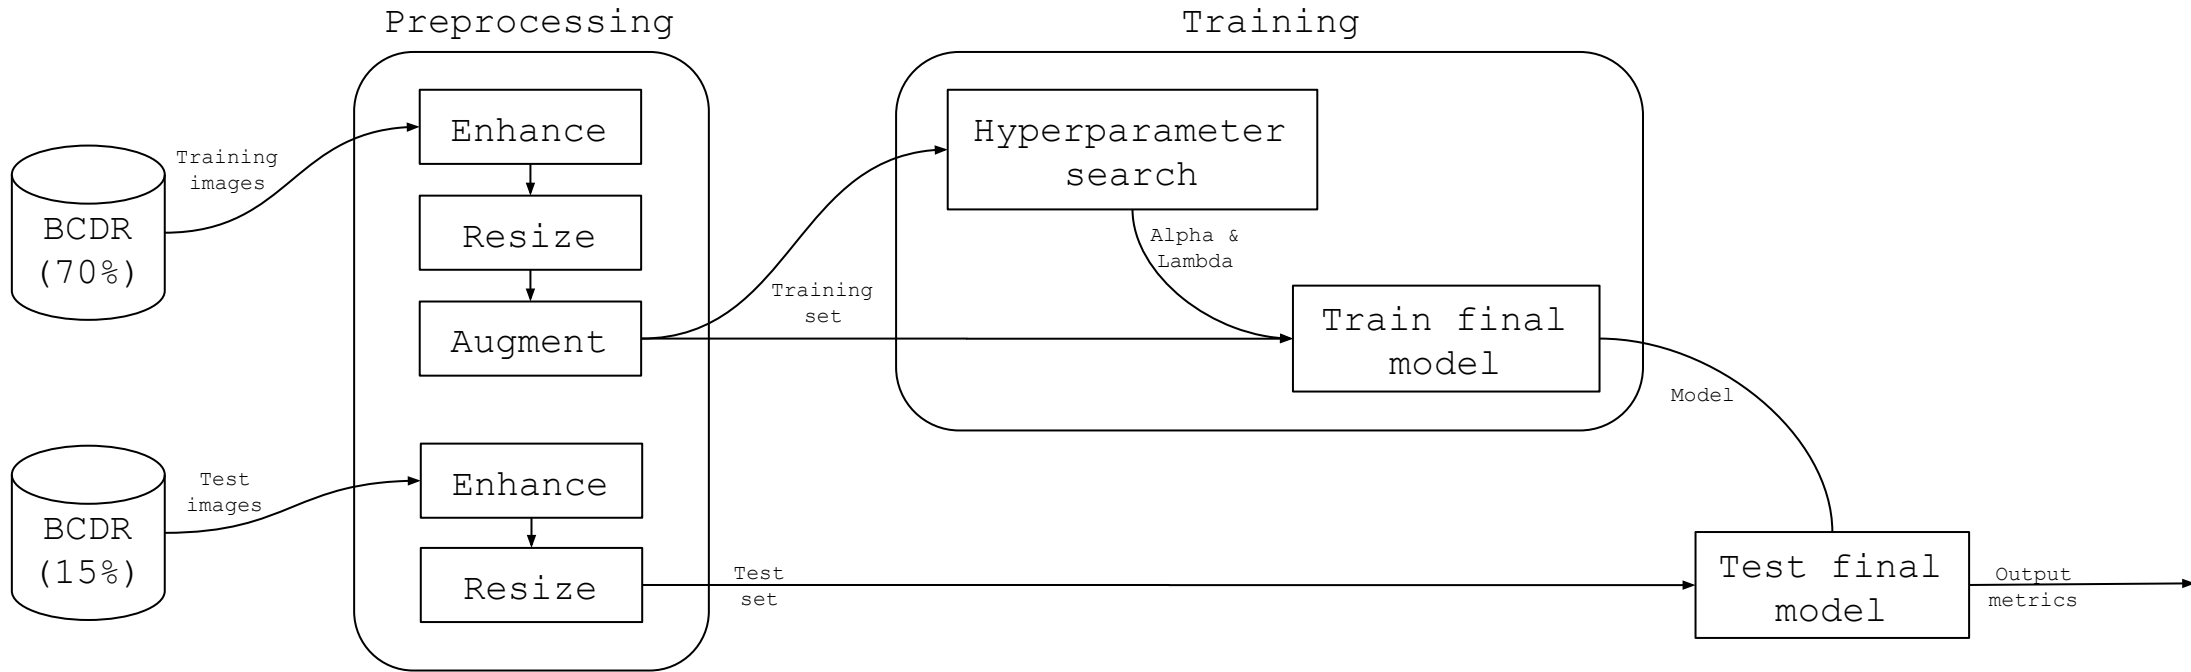 Preprocessing
Training
Enhance
Resize
Augment
Training
images
BCDR
(70%)
Hyperparameter
search
Alpha &
Lambda
Training
set
Train final
model
Model
BCDR
(15%)
Test
images
Enhance
Resize
Test
set
Test final
model
Output
metrics